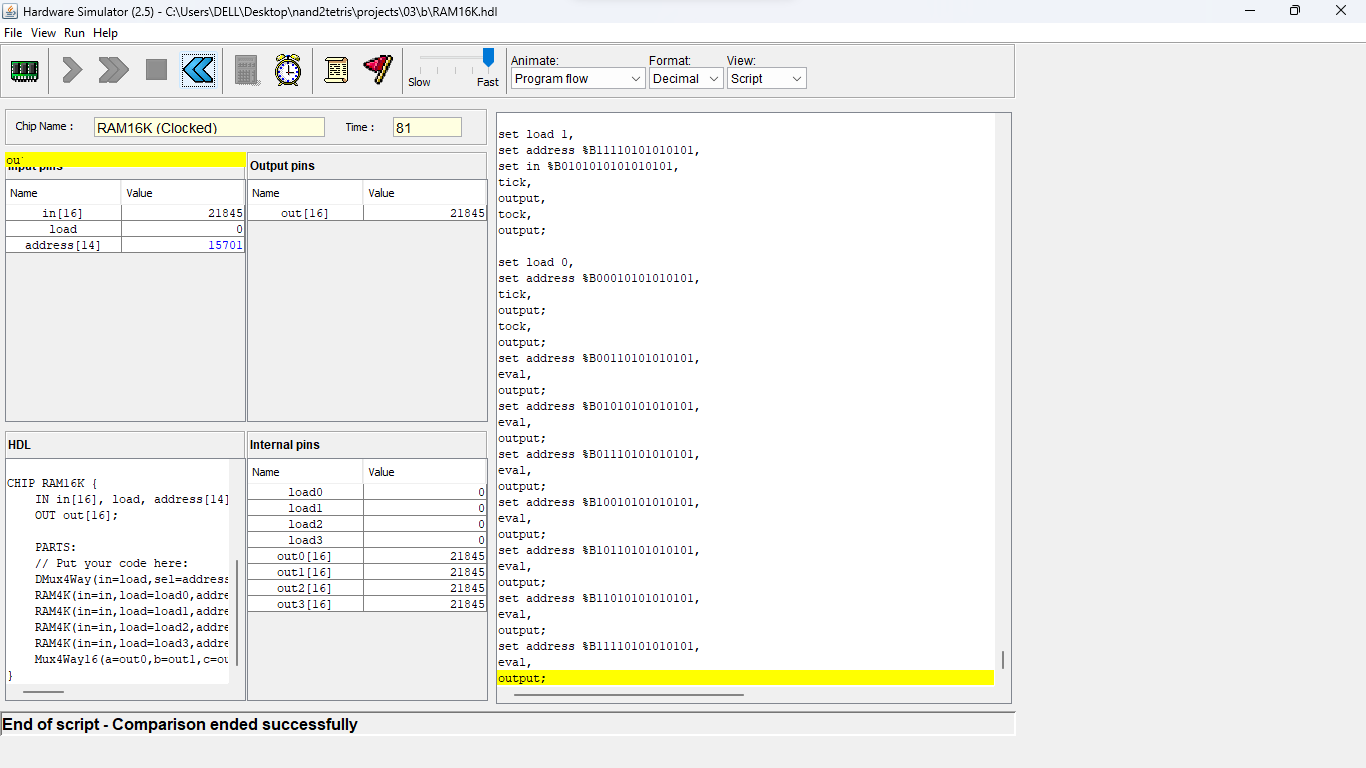 Hardware Simulator (2.5) - C:\Users\DELL\Desktop\nand2tetris\projects\03\b\RAM16K.hdl
File View Run Help
Slow Fast
Animate: Format: View:
Program flow Decimal Script
Chip Name : RAM16K (Clocked) Time : 81
Input pins
Name Value
in[16] 21845
load 0
address[14] 15701
Output pins
Name Value
out[16] 21845
HDL
CHIP RAM16K {
IN in[16], load, address[14]
OUT out[16];
PARTS:
// Put your code here:
DMux4Way(in=load,sel=address
RAM4K(in=in,load=load0,addre
RAM4K(in=in,load=load1,addre
RAM4K(in=in,load=load2,addre
RAM4K(in=in,load=load3,addre
Mux4Way16(a=out0,b=out1,c=ou
}
Internal pins
Name Value
load0 0
load1 0
load2 0
load3 0
out0[16] 21845
out1[16] 21845
out2[16] 21845
out3[16] 21845
set load 1,
set address %B11110101010101,
set in %B0101010101010101,
tick,
output,
tock,
output;
set load 0,
set address %B00010101010101,
tick,
output;
tock,
output;
set address %B00110101010101,
eval,
output;
set address %B01010101010101,
eval,
output;
set address %B01110101010101,
eval,
output;
set address %B10010101010101,
eval,
output;
set address %B10110101010101,
eval,
output;
set address %B11010101010101,
eval,
output;
set address %B11110101010101,
eval,
output;
End of script - Comparison ended successfully